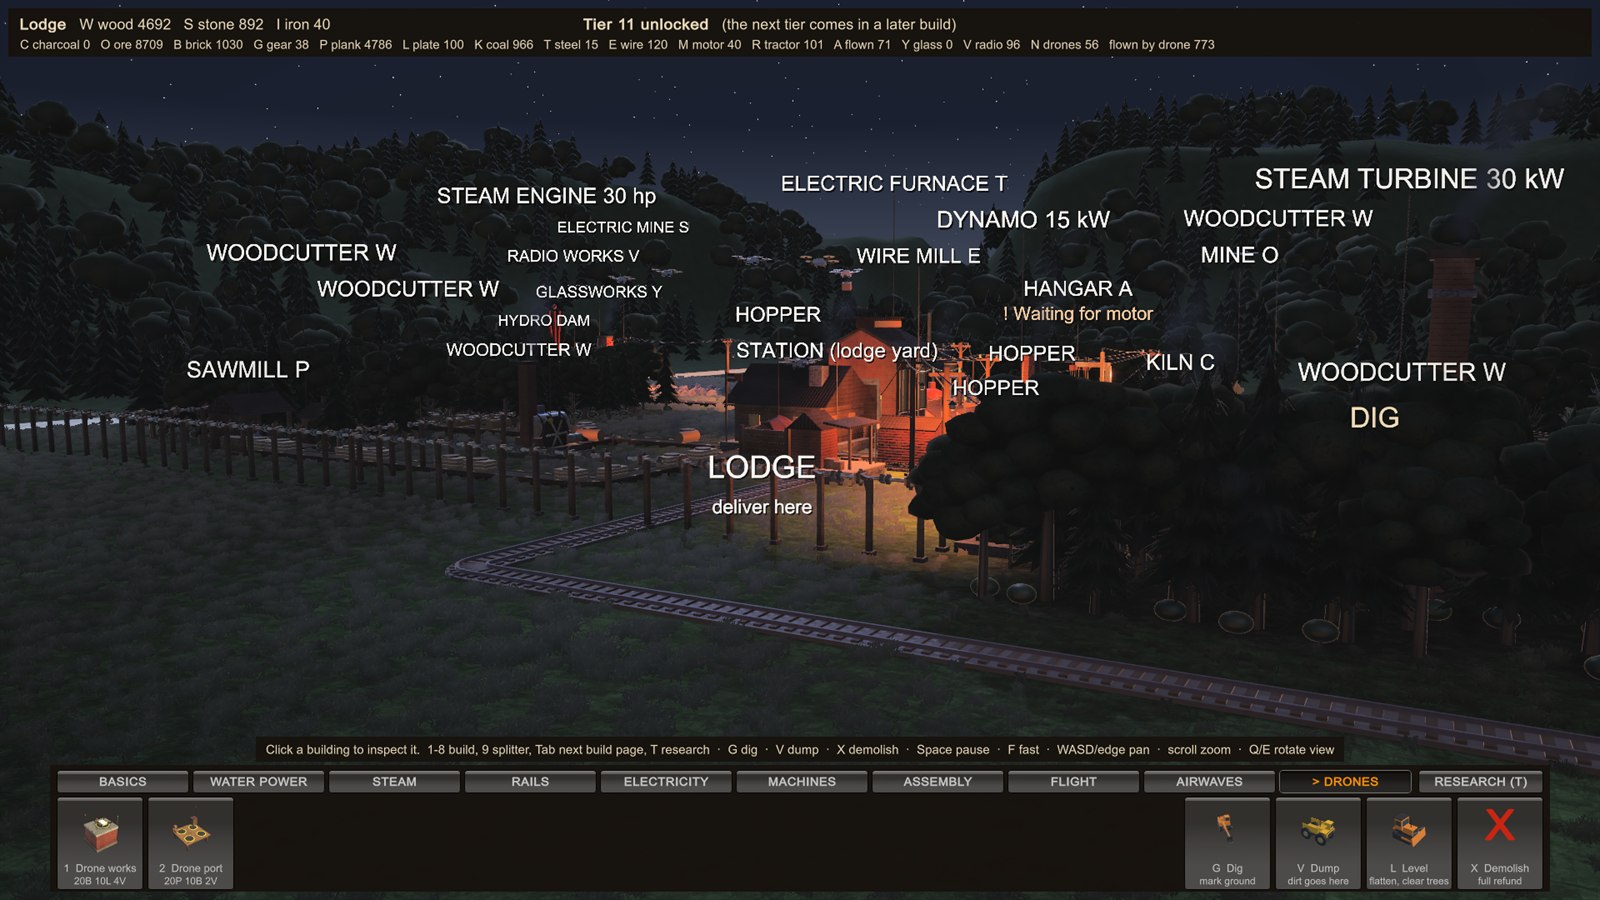 Lodge W wood 4692 S stone 892 I iron 40
Tier 11 unlocked (the next tier comes in a later build)
C charcoal 0 O ore 8709 B brick 1030 G gear 38 P plank 4786 L plate 100 K coal 966 T steel 15 E wire 120 M motor 40 R tractor 101 A flown 71 Y glass 0 V radio 96 N drones 56 flown by drone 773
STEAM ENGINE 30 hp
ELECTRIC FURNACE T
STEAM TURBINE 30 kW
ELECTRIC MINE S
DYNAMO 15 kW
WOODCUTTER W
WOODCUTTER W
RADIO WORKS V
WIRE MILL E
MINE O
WOODCUTTER W
GLASSWORKS Y
HANGAR A
! Waiting for motor
HYDRO DAM
HOPPER
WOODCUTTER W
STATION (lodge yard)
HOPPER
KILN C
SAWMILL P
HOPPER
WOODCUTTER W
DIG
LODGE
deliver here
Click a building to inspect it. 1-8 build, 9 splitter, Tab next build page, T research · G dig · V dump · X demolish · Space pause · F fast · WASD/edge pan · scroll zoom · Q/E rotate view
BASICS
WATER POWER
STEAM
RAILS
ELECTRICITY
MACHINES
ASSEMBLY
FLIGHT
AIRWAVES
> DRONES
RESEARCH (T)
1 Drone works
20B 10L 4V
2 Drone port
20P 10B 2V
G Dig
mark ground
V Dump
dirt goes here
L Level
flatten, clear trees
X Demolish
full refund